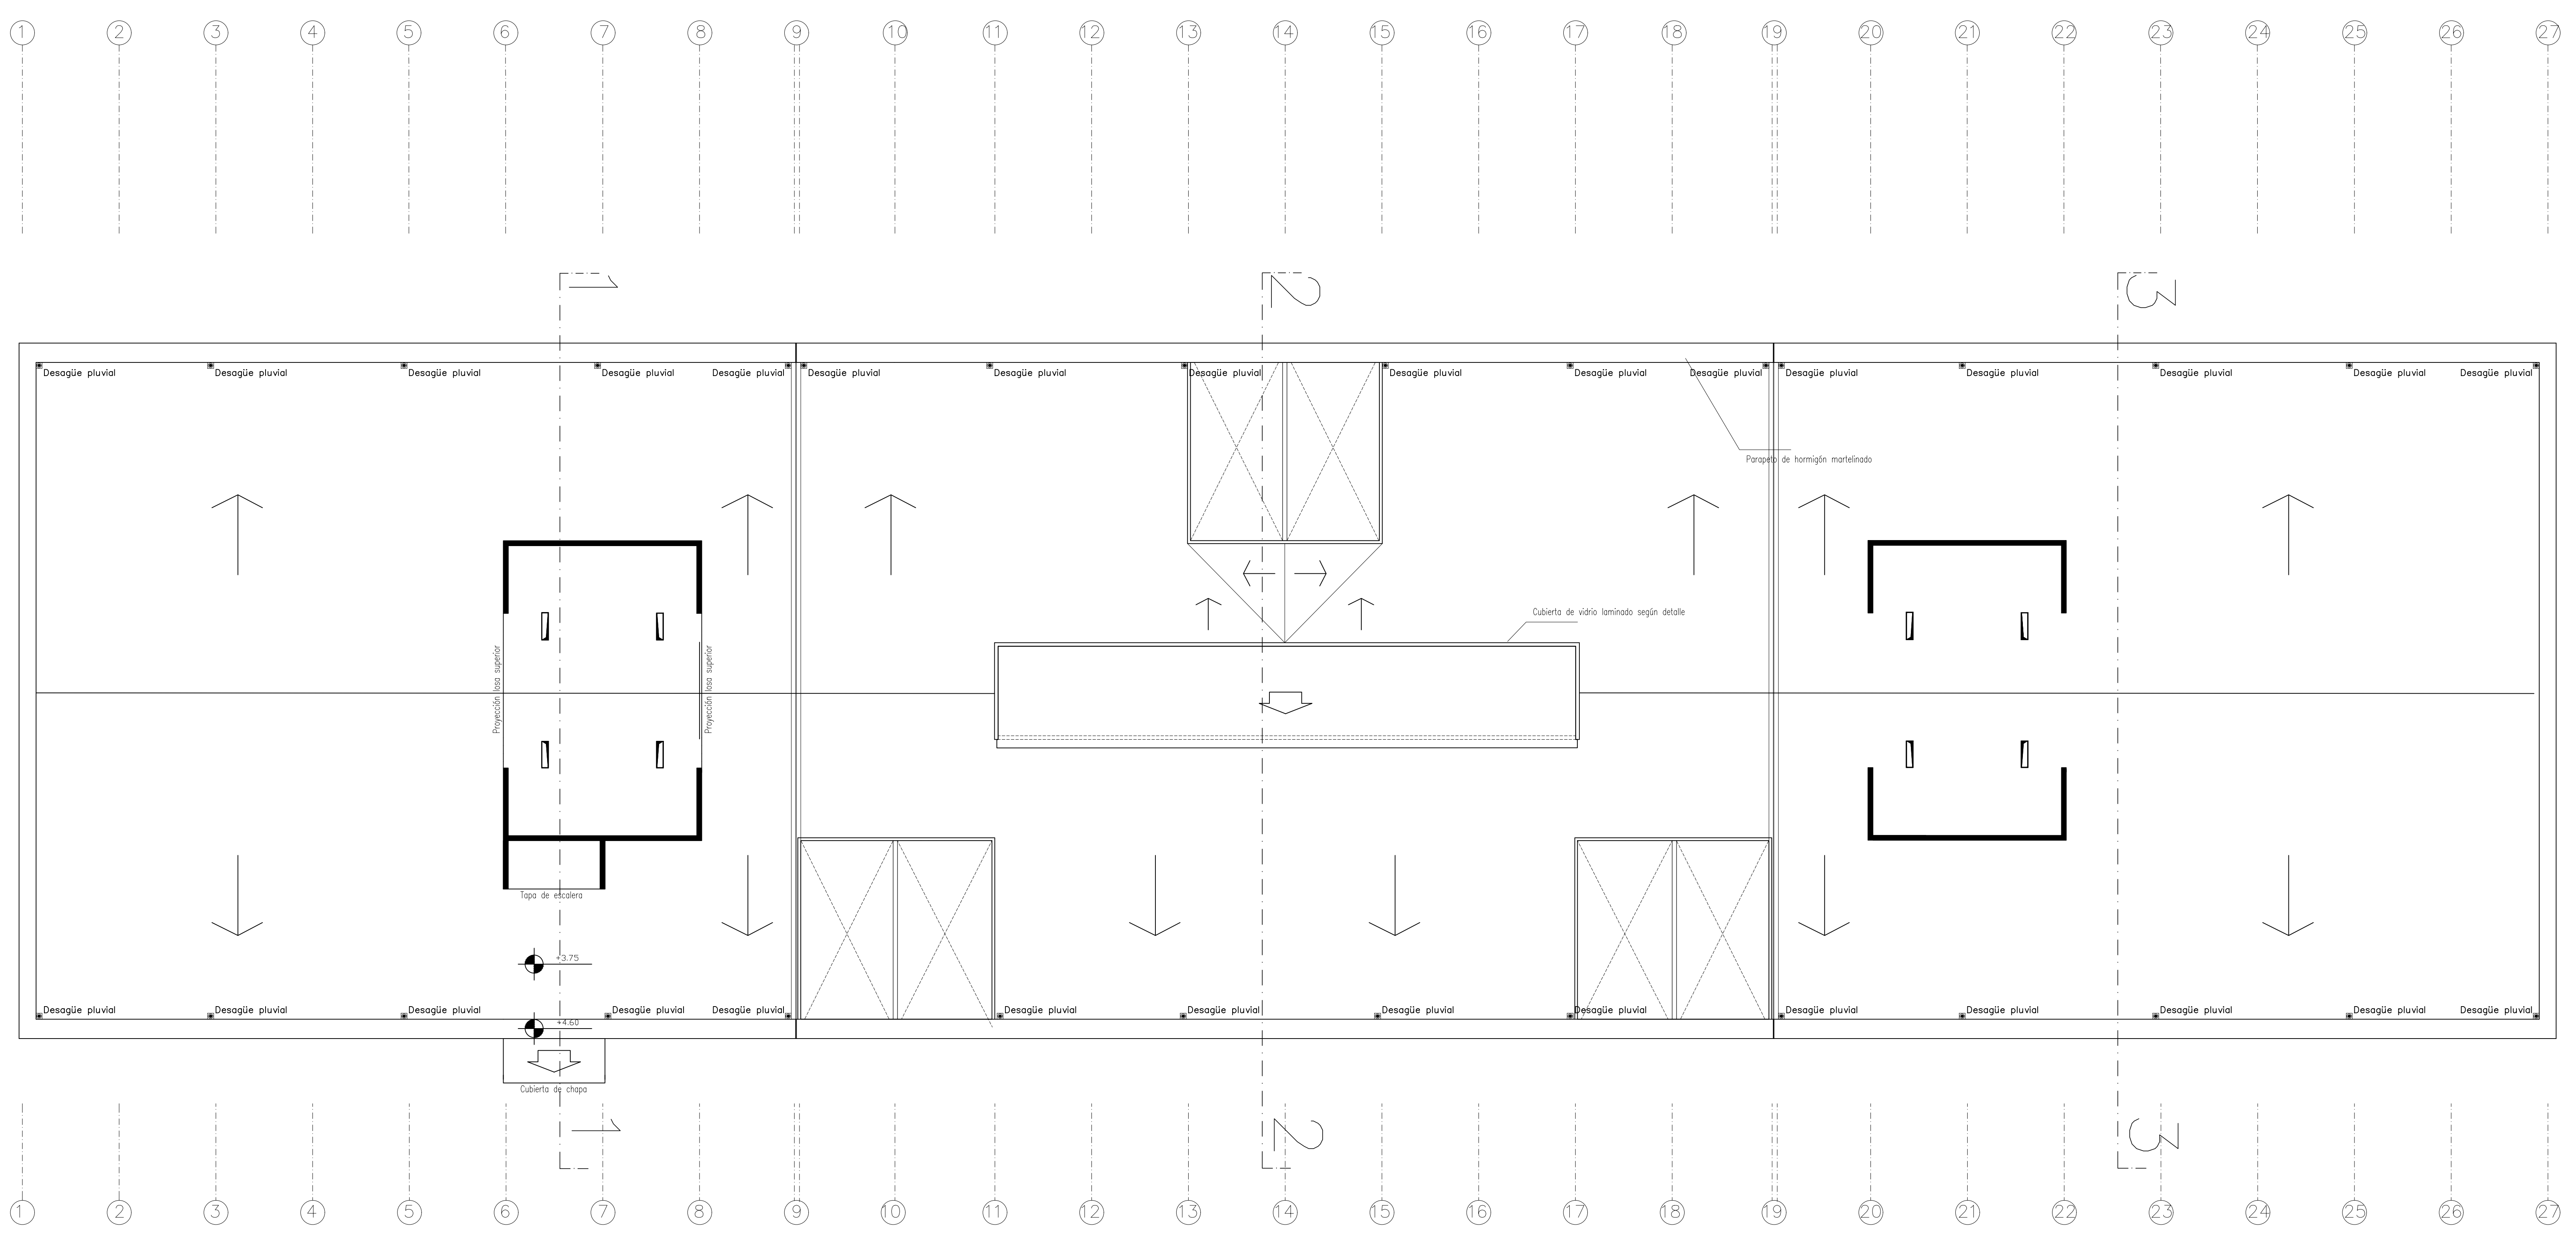 1 2 3 4 5 6 7 8 9 10 11 12 13 14 15 16 17 18 19 20 21 22 23 24 25 26 27
1 2 3
Desagüe pluvial Desagüe pluvial Desagüe pluvial Desagüe pluvial Desagüe pluvial Desagüe pluvial Desagüe pluvial Desagüe pluvial Desagüe pluvial Desagüe pluvial Desagüe pluvial Desagüe pluvial Desagüe pluvial Desagüe pluvial Desagüe pluvial Desagüe pluvial
Parapeto de hormigón martelinado
Cubierta de vidrio laminado según detalle
Proyección losa superior
Proyección losa superior
Tapa de escalera
+3.75
Desagüe pluvial Desagüe pluvial Desagüe pluvial Desagüe pluvial Desagüe pluvial Desagüe pluvial Desagüe pluvial Desagüe pluvial Desagüe pluvial Desagüe pluvial Desagüe pluvial Desagüe pluvial Desagüe pluvial Desagüe pluvial
+4.60
Cubierta de chapa
1 2 3
1 2 3 4 5 6 7 8 9 10 11 12 13 14 15 16 17 18 19 20 21 22 23 24 25 26 27